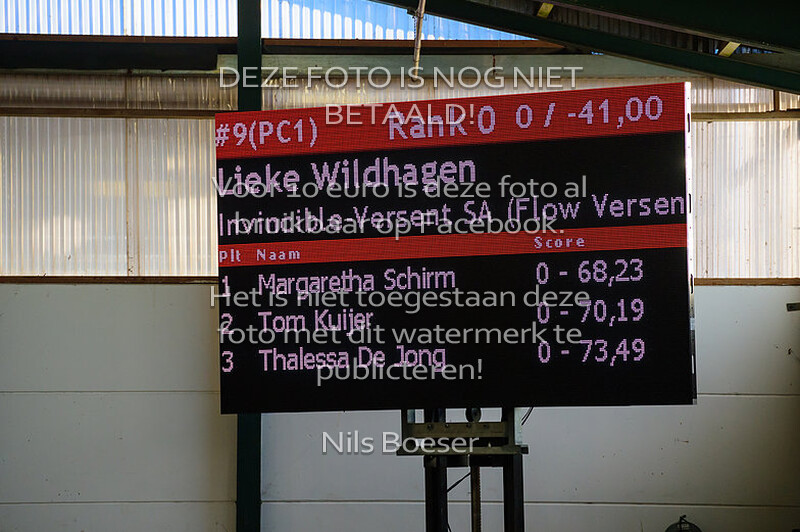 DEZE FOTO IS NOG NIET
BETAALD!
#9(PC1) Rank 0 0 / -41,00
Lieke Wildhagen
Voor 10 euro is deze foto al
Invincible Versent SA (Flow Versen
bruikbaar op Facebook.
Plt Naam Score
1 Margaretha Schirm 0 - 68,23
Het is niet toegestaan deze
2 Tom Kuijer 0 - 70,19
foto met dit watermerk te
3 Thalessa De Jong 0 - 73,49
publiceren!
Nils Boeser